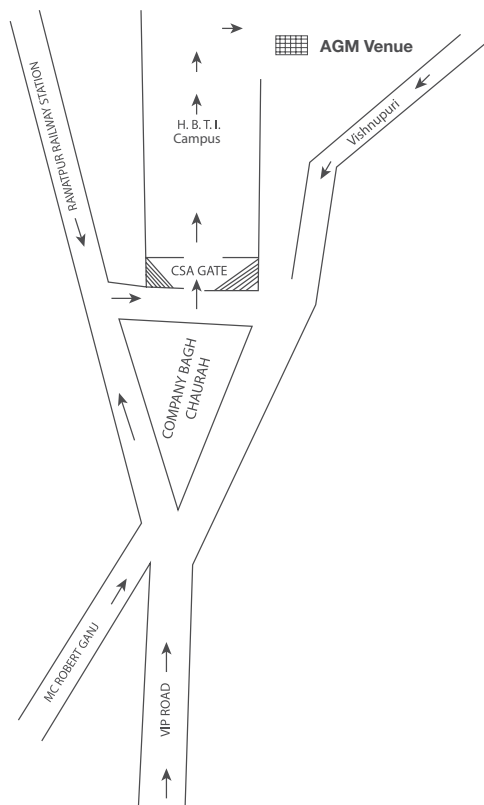 AGM Venue
RAWATPUR RAILWAY STATION
H. B. T. I.
Campus
Vishnupuri
CSA GATE
COMPANY BAGH
CHAURAH
MC ROBERT GANJ
VIP ROAD